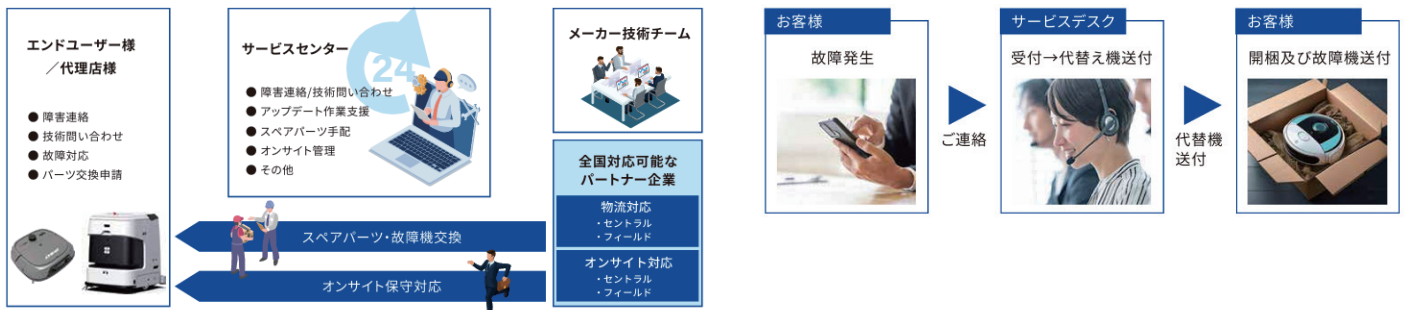 エンドユーザー様
／代理店様
● 障害連絡
● 技術問い合わせ
● 故障対応
● パーツ交換申請
サービスセンター
24
● 障害連絡/技術問い合わせ
● アップデート作業支援
● スペアパーツ手配
● オンサイト管理
● その他
メーカー技術チーム
全国対応可能な
パートナー企業
物流対応
・セントラル
・フィールド
オンサイト対応
・セントラル
・フィールド
スペアパーツ・故障機交換
オンサイト保守対応
お客様
故障発生
ご連絡
サービスデスク
受付→代替え機送付
代替機
送付
お客様
開梱及び故障機送付